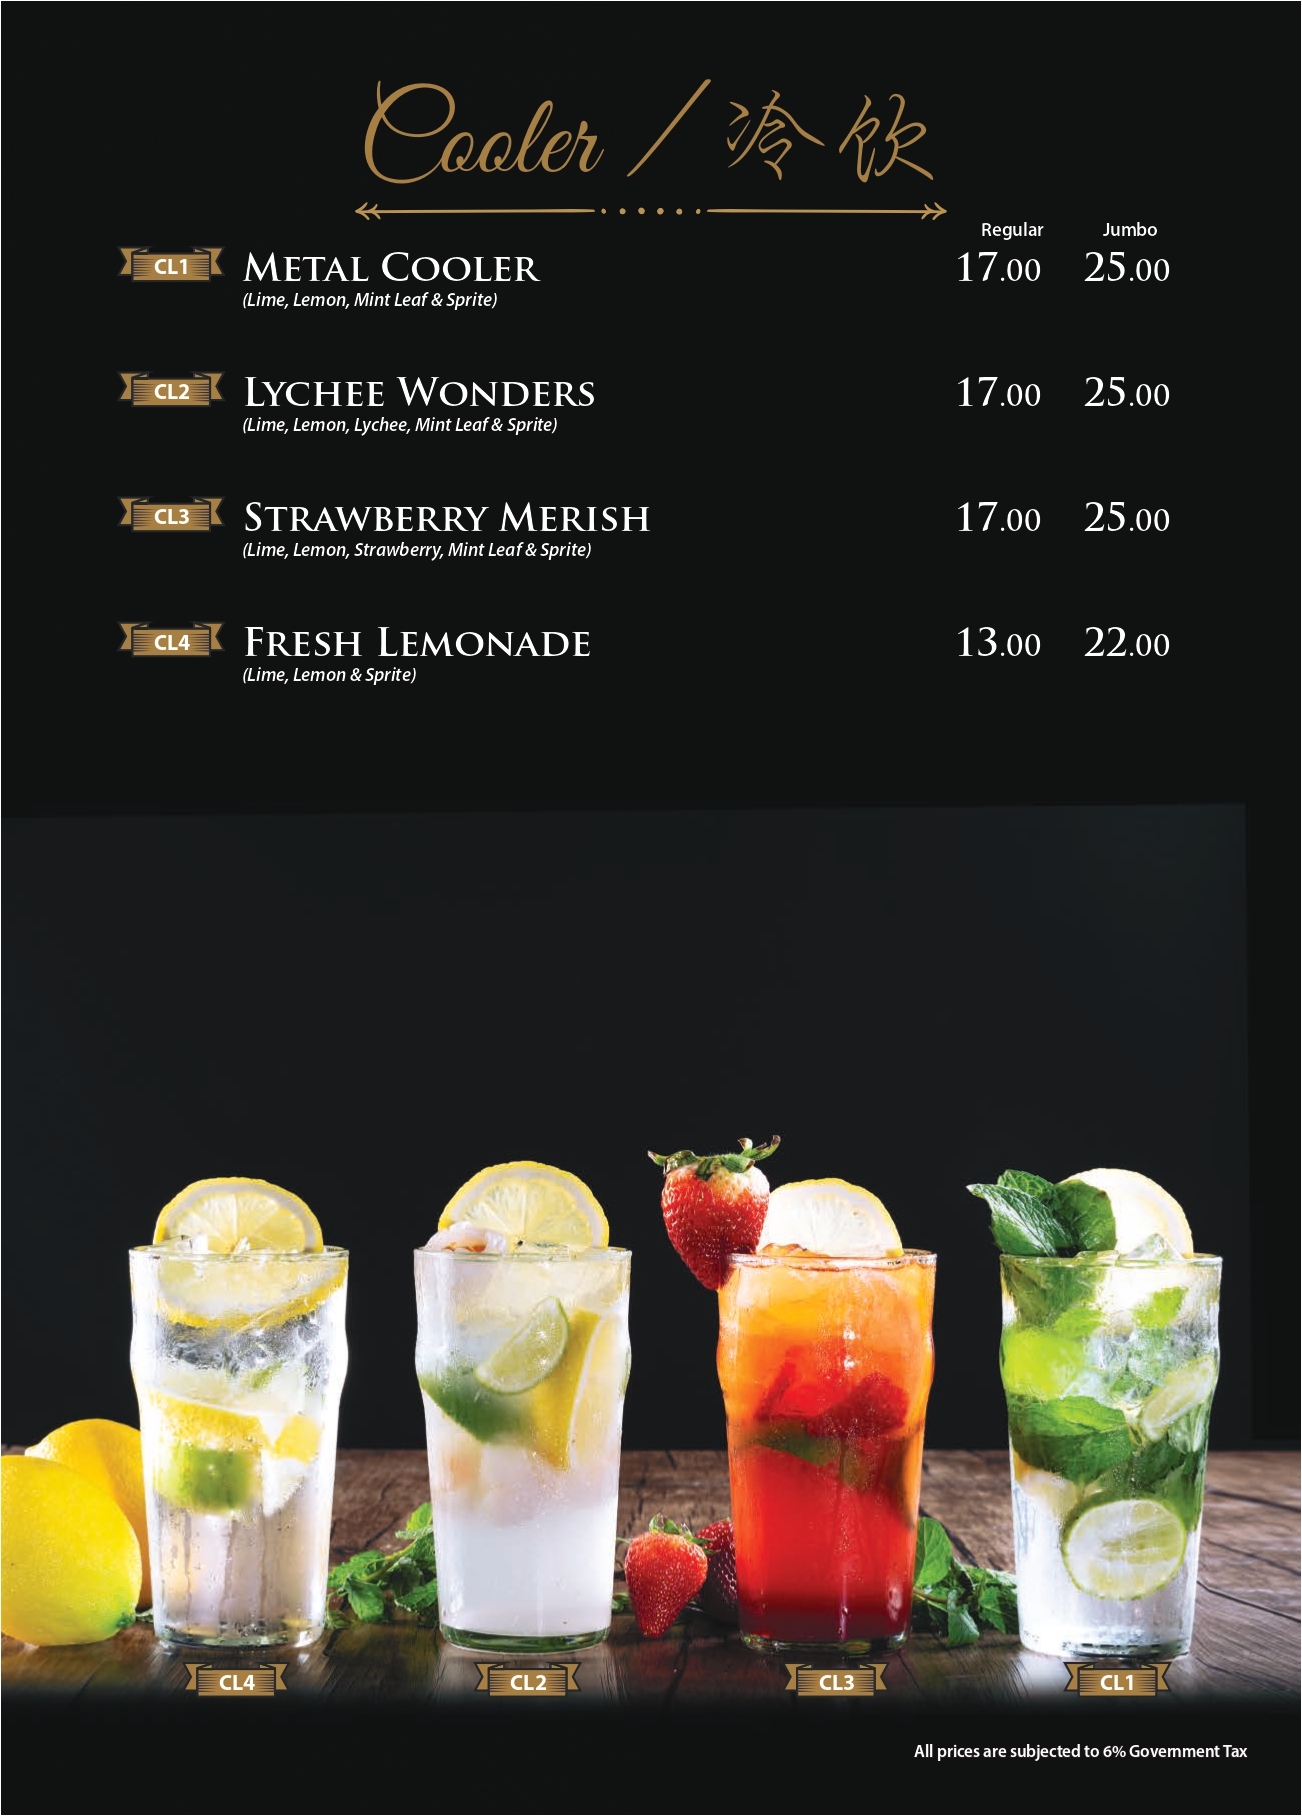 Cooler / 冷饮
Regular Jumbo
CL1 Metal Cooler 17.00 25.00
(Lime, Lemon, Mint Leaf & Sprite)
CL2 Lychee Wonders 17.00 25.00
(Lime, Lemon, Lychee, Mint Leaf & Sprite)
CL3 Strawberry Merish 17.00 25.00
(Lime, Lemon, Strawberry, Mint Leaf & Sprite)
CL4 Fresh Lemonade 13.00 22.00
(Lime, Lemon & Sprite)
CL4 CL2 CL3 CL1
All prices are subjected to 6% Government Tax